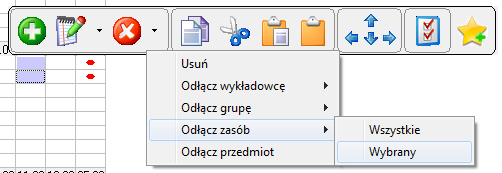 Usuń
Odłącz wykładowcę
Odłącz grupę
Odłącz zasób
Wszystkie
Odłącz przedmiot
Wybrany